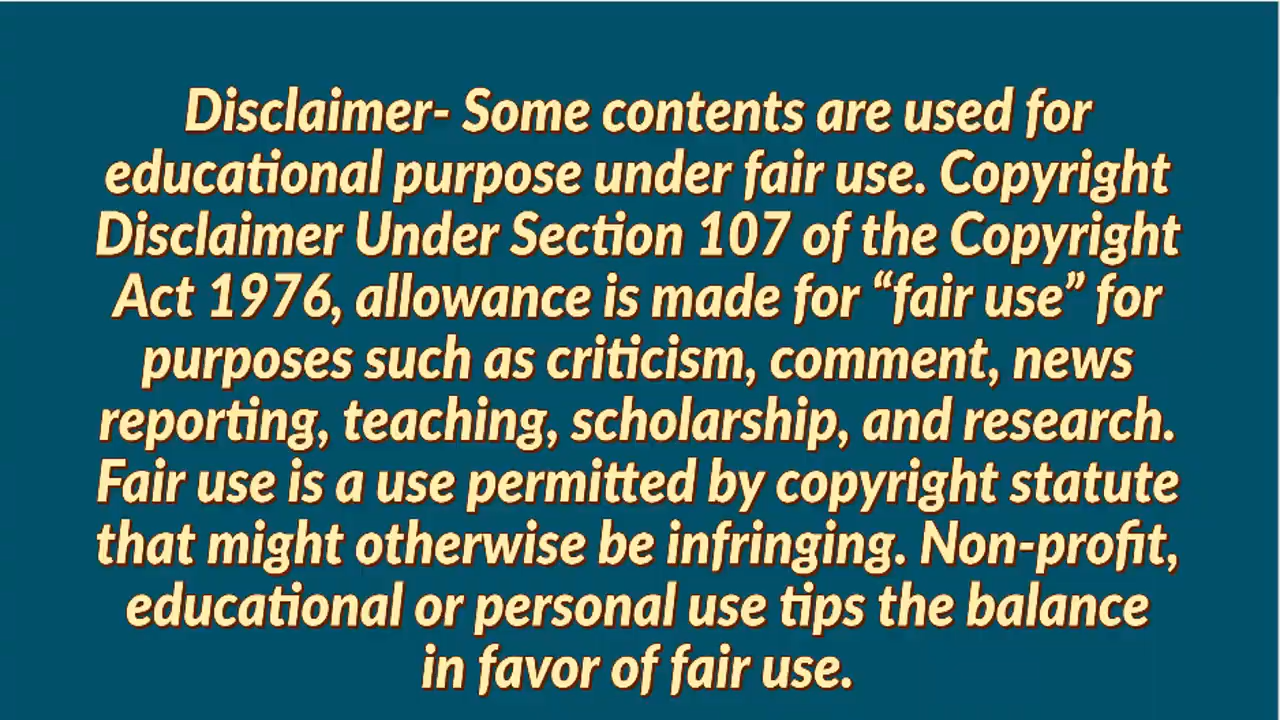 Disclaimer- Some contents are used for
educational purpose under fair use. Copyright
Disclaimer Under Section 107 of the Copyright
Act 1976, allowance is made for “fair use” for
purposes such as criticism, comment, news
reporting, teaching, scholarship, and research.
Fair use is a use permitted by copyright statute
that might otherwise be infringing. Non-profit,
educational or personal use tips the balance
in favor of fair use.